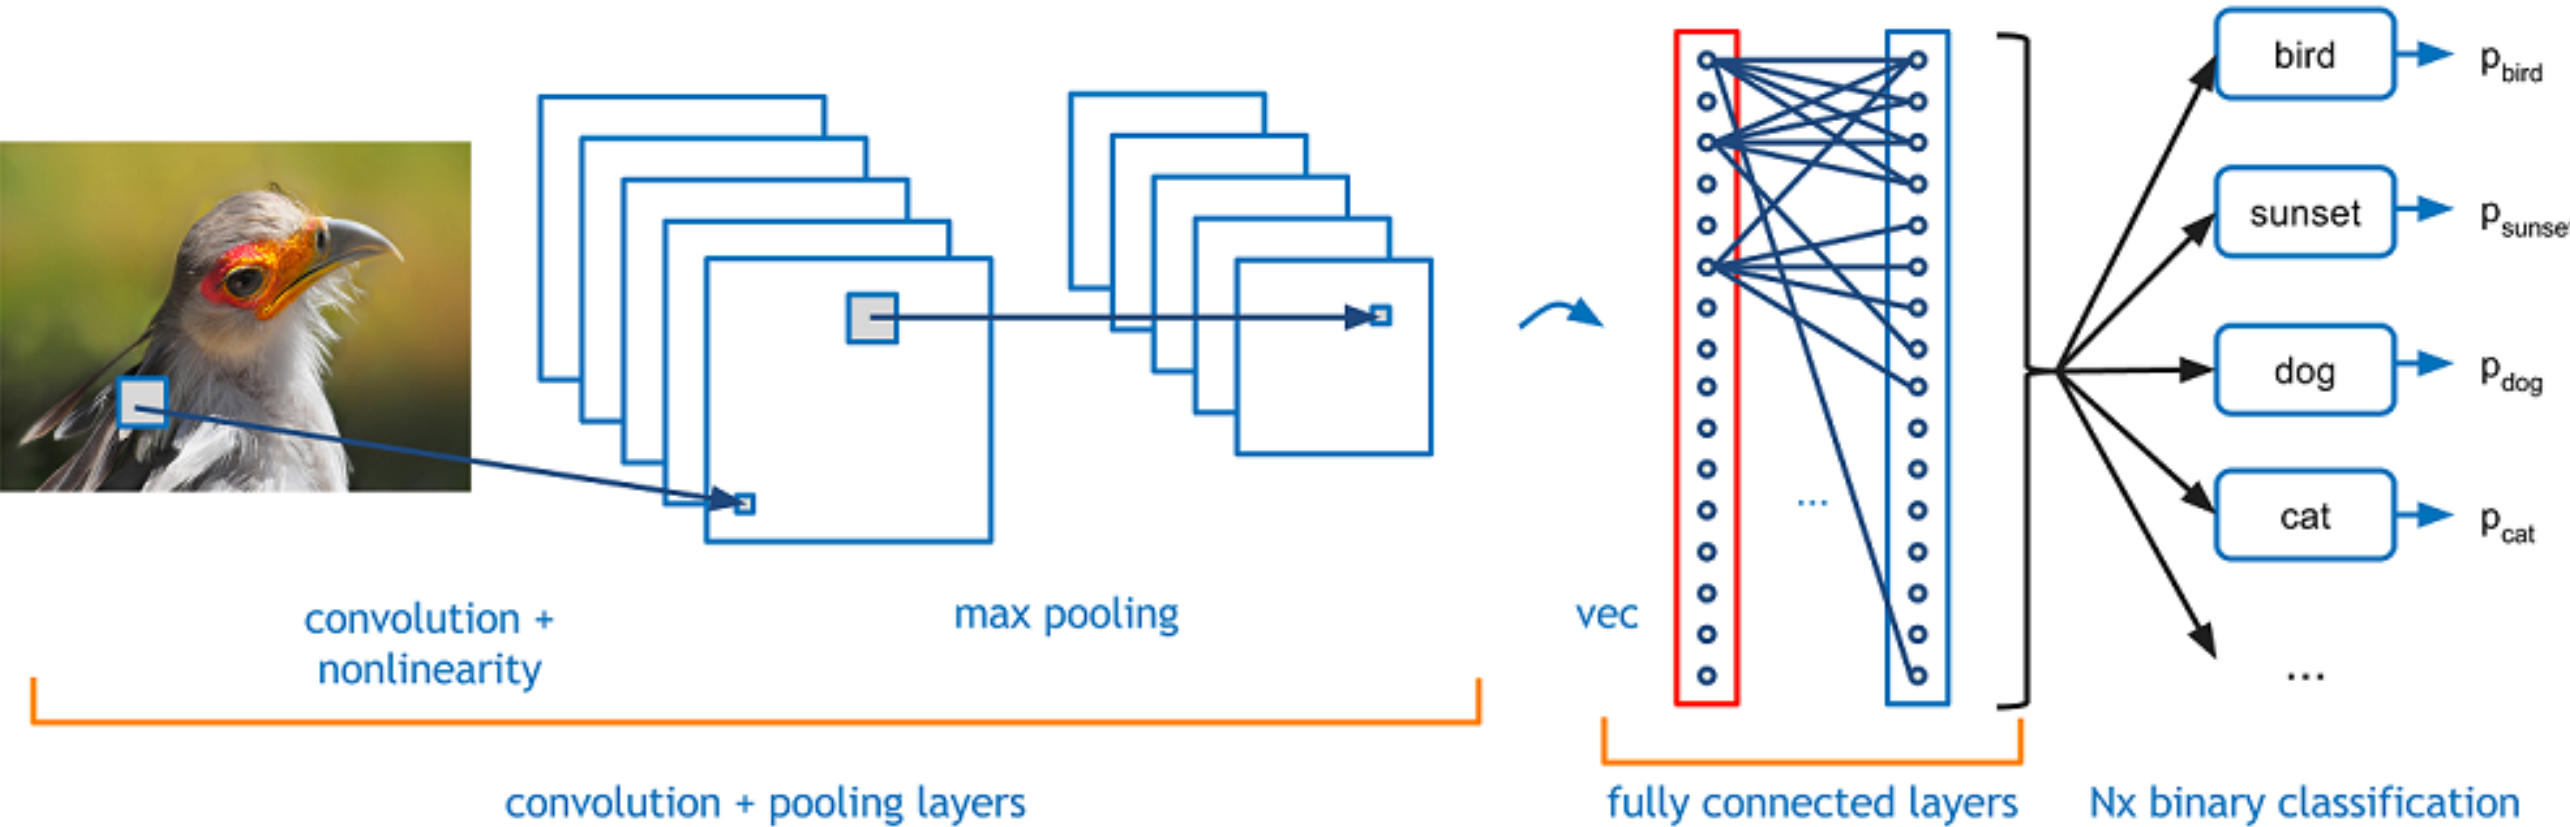 convolution +
nonlinearity
max pooling
vec
convolution + pooling layers
fully connected layers
Nx binary classification
bird
p_bird
sunset
p_sunse
dog
p_dog
cat
p_cat
...
...